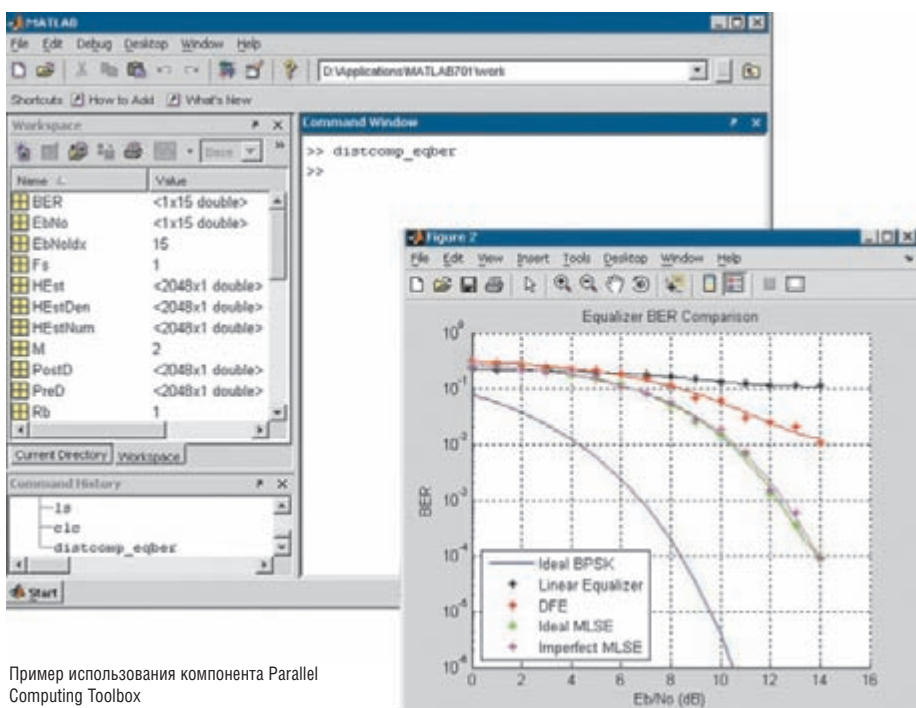 MATLAB
File Edit Debug Desktop Window Help
D:\Applications\MATLAB701\work
Shortcuts How to Add What's New
Workspace
Base
Name Value
BER <1x15 double>
EbNo <1x15 double>
EbNoIdx 15
Fs 1
HEst <2048x1 double>
HEstDen <2048x1 double>
HEstNum <2048x1 double>
M 2
PostD <2048x1 double>
PreD <2048x1 double>
Rb 1
Current Directory Workspace
Command History
ls
clc
distcomp_eqber
Start
Command Window
>> distcomp_eqber
>>
Figure 2
File Edit View Insert Tools Desktop Window Help
Equalizer BER Comparison
10^0
10^-1
10^-2
10^-3
10^-4
10^-5
10^-6
BER
Ideal BPSK
Linear Equalizer
DFE
Ideal MLSE
Imperfect MLSE
0 2 4 6 8 10 12 14 16
Eb/No (dB)
Пример использования компонента Parallel
Computing Toolbox